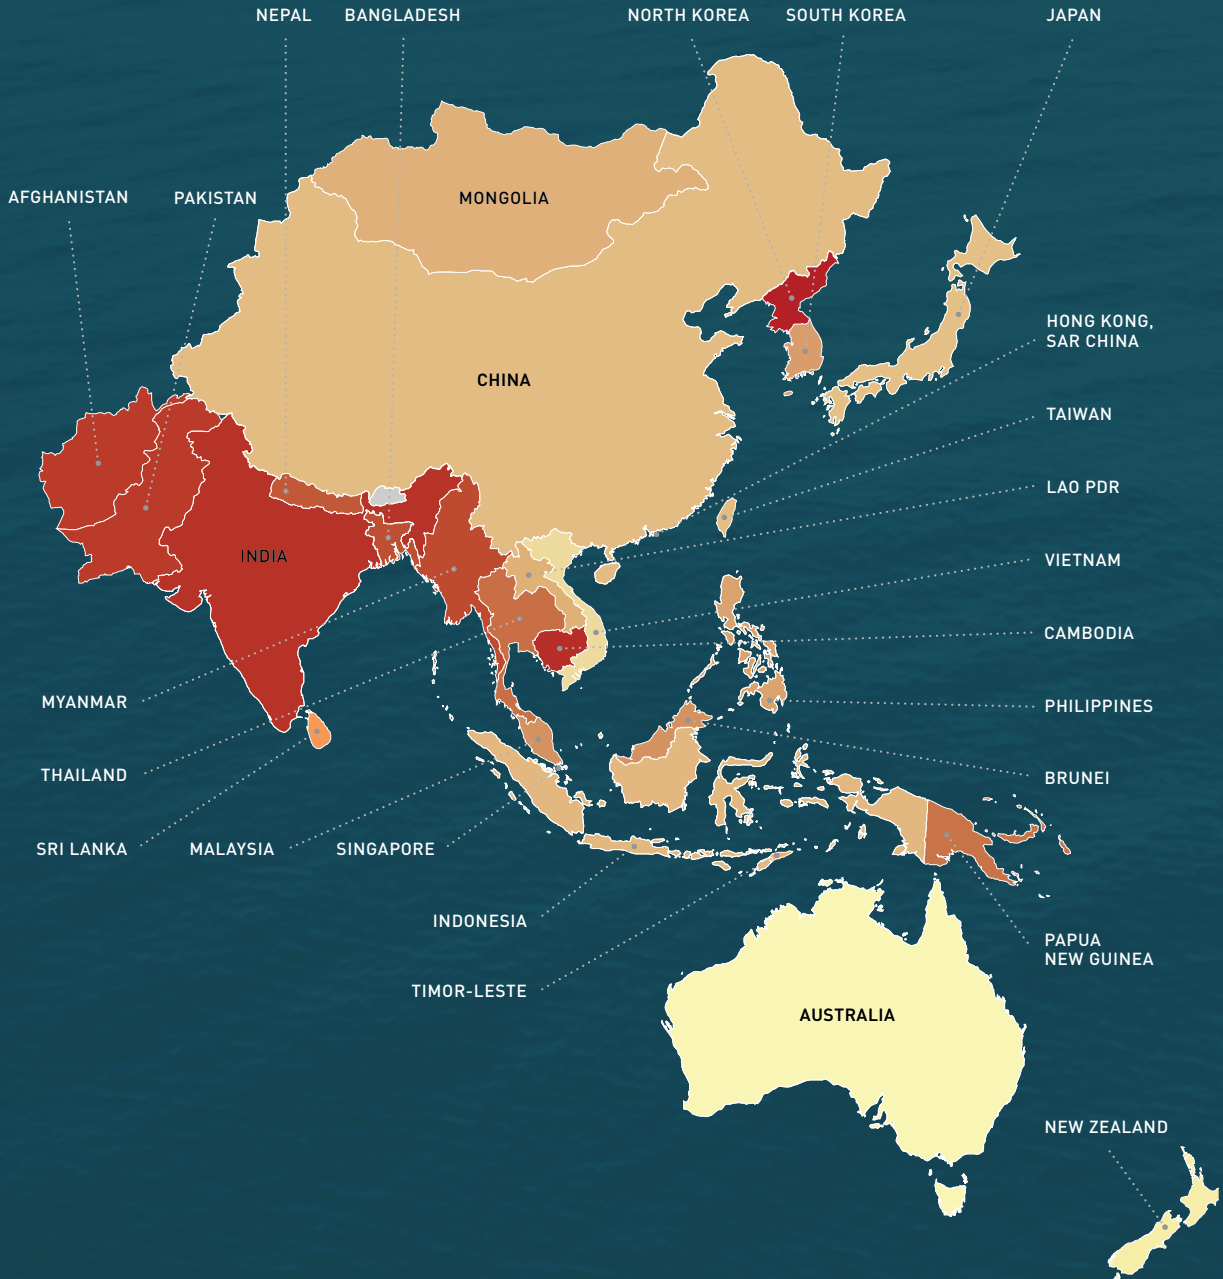 NEPAL
BANGLADESH
NORTH KOREA
SOUTH KOREA
JAPAN
AFGHANISTAN
PAKISTAN
MONGOLIA
HONG KONG,
SAR CHINA
CHINA
TAIWAN
LAO PDR
INDIA
VIETNAM
CAMBODIA
MYANMAR
PHILIPPINES
THAILAND
BRUNEI
SRI LANKA
MALAYSIA
SINGAPORE
INDONESIA
PAPUA
NEW GUINEA
TIMOR-LESTE
AUSTRALIA
NEW ZEALAND